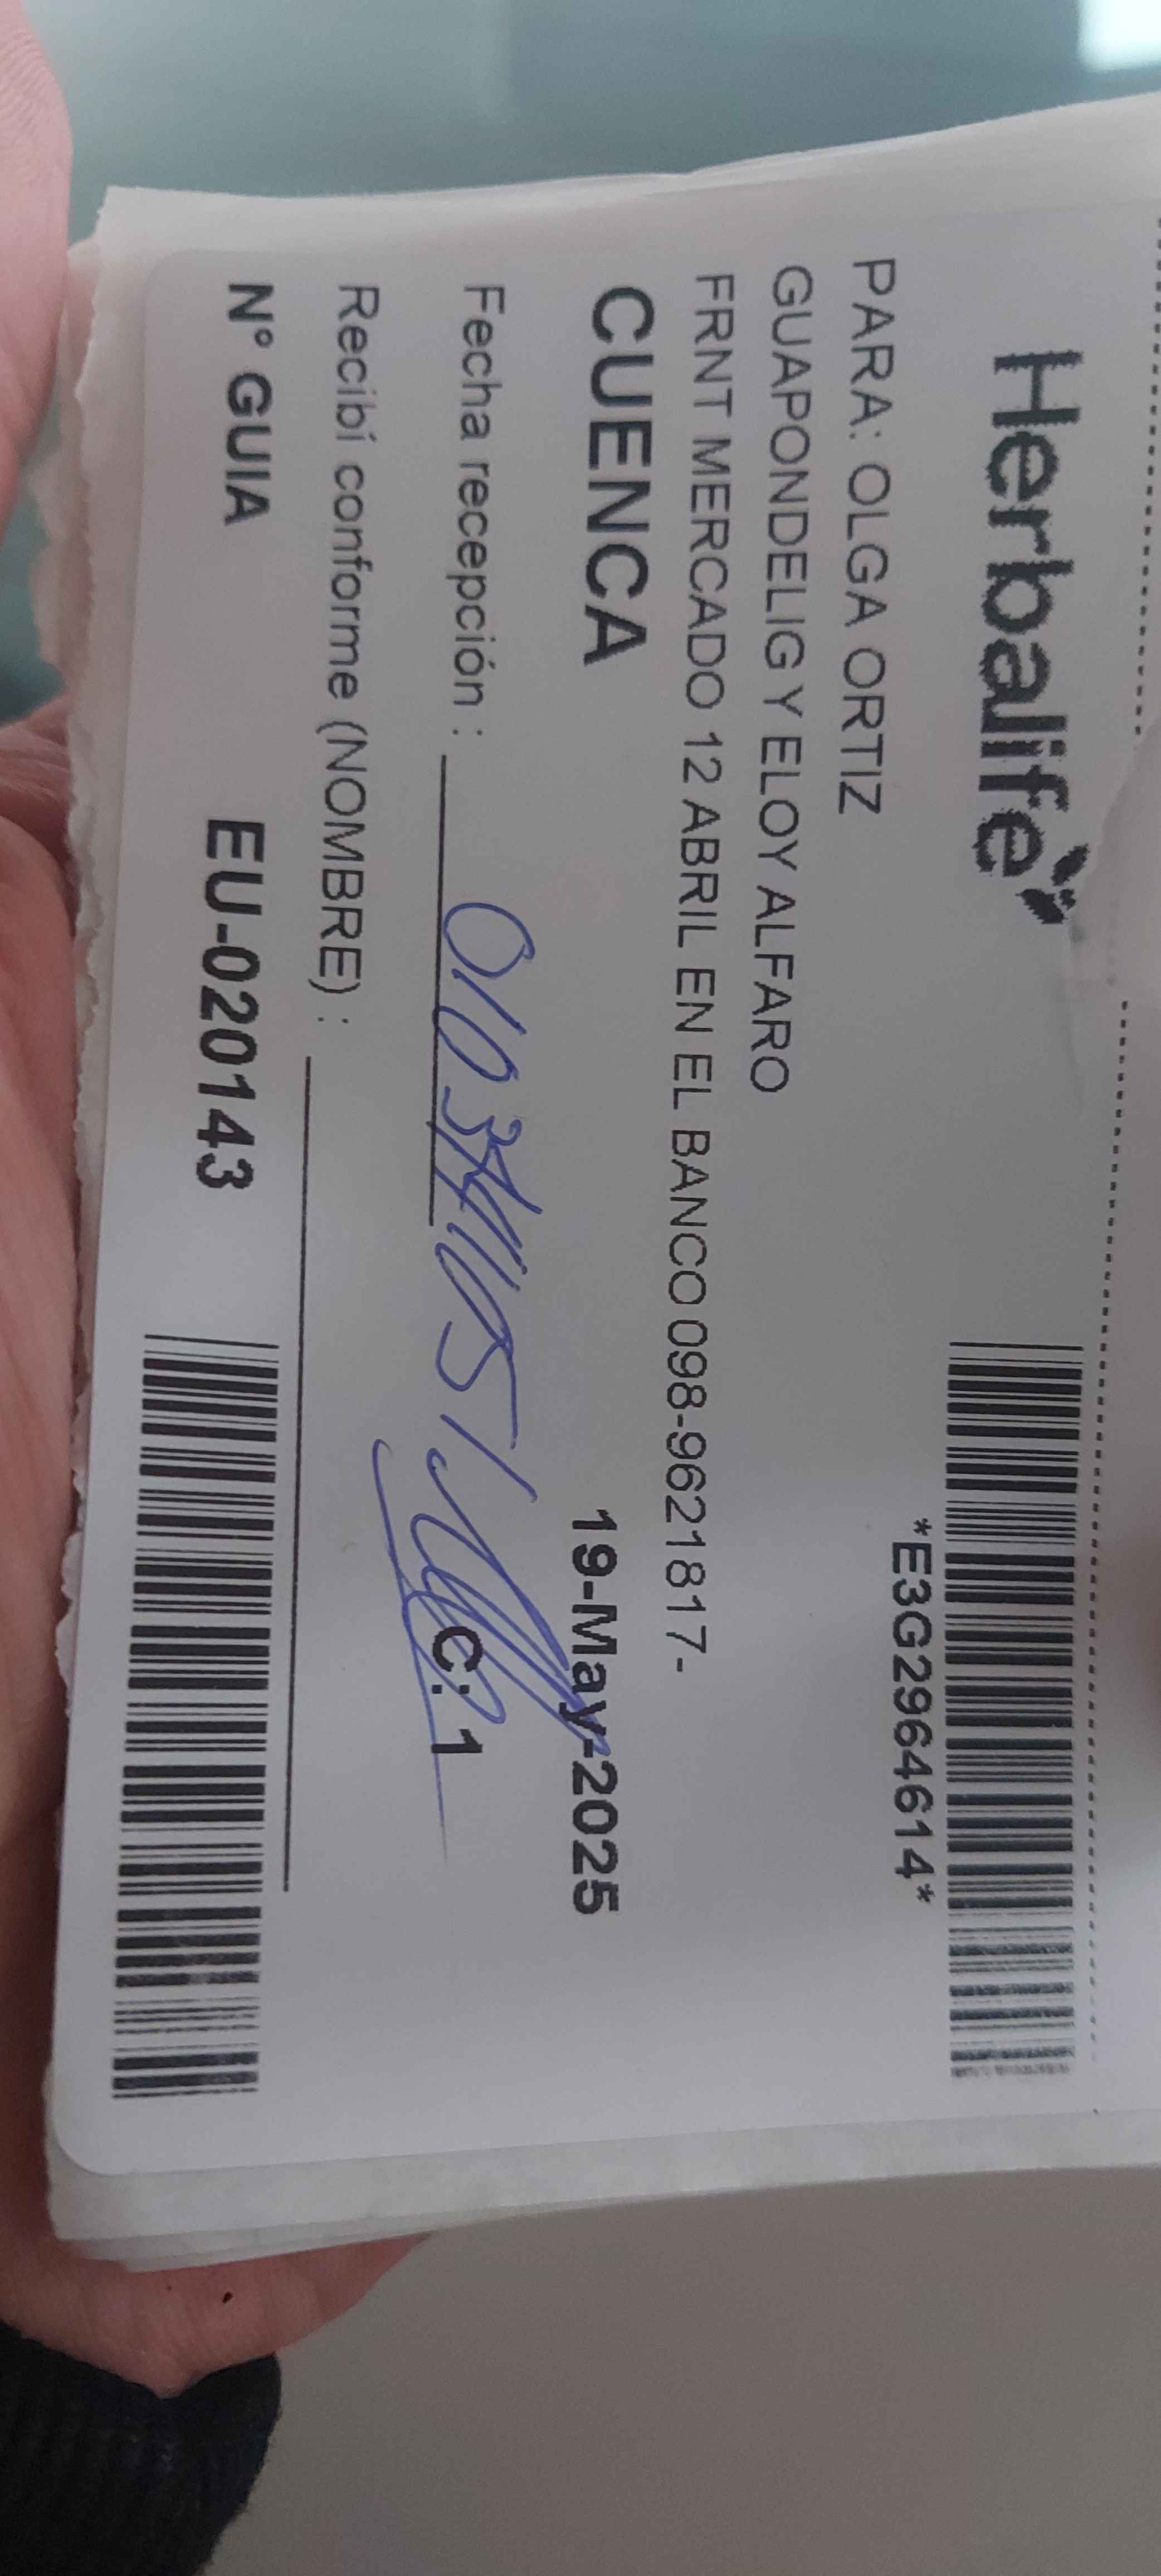 Herbalife
*E3G2964614*
PARA: OLGA ORTIZ
GUAPONDELIG Y ELOY ALFARO
FRNT MERCADO 12 ABRIL EN EL BANCO 098-9621817-
CUENCA 19-May-2025
Fecha recepción :
C: 1
Recibí conforme (NOMBRE) :
N° GUIA EU-020143